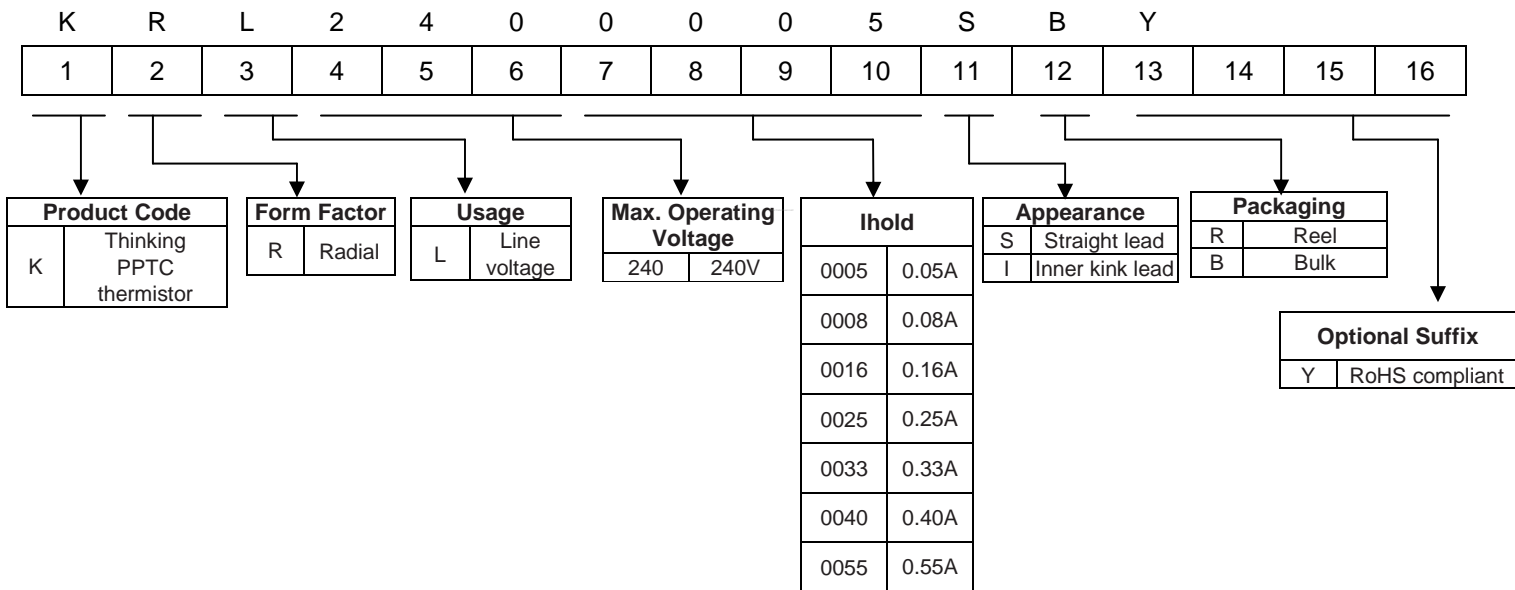 K R L 2 4 0 0 0 0 5 S B Y
1 2 3 4 5 6 7 8 9 10 11 12 13 14 15 16
Product Code
K Thinking
PPTC
thermistor
Form Factor
R Radial
Usage
L Line
voltage
Max. Operating
Voltage
240 240V
Ihold
0005 0.05A
0008 0.08A
0016 0.16A
0025 0.25A
0033 0.33A
0040 0.40A
0055 0.55A
Appearance
S Straight lead
I Inner kink lead
Packaging
R Reel
B Bulk
Optional Suffix
Y RoHS compliant